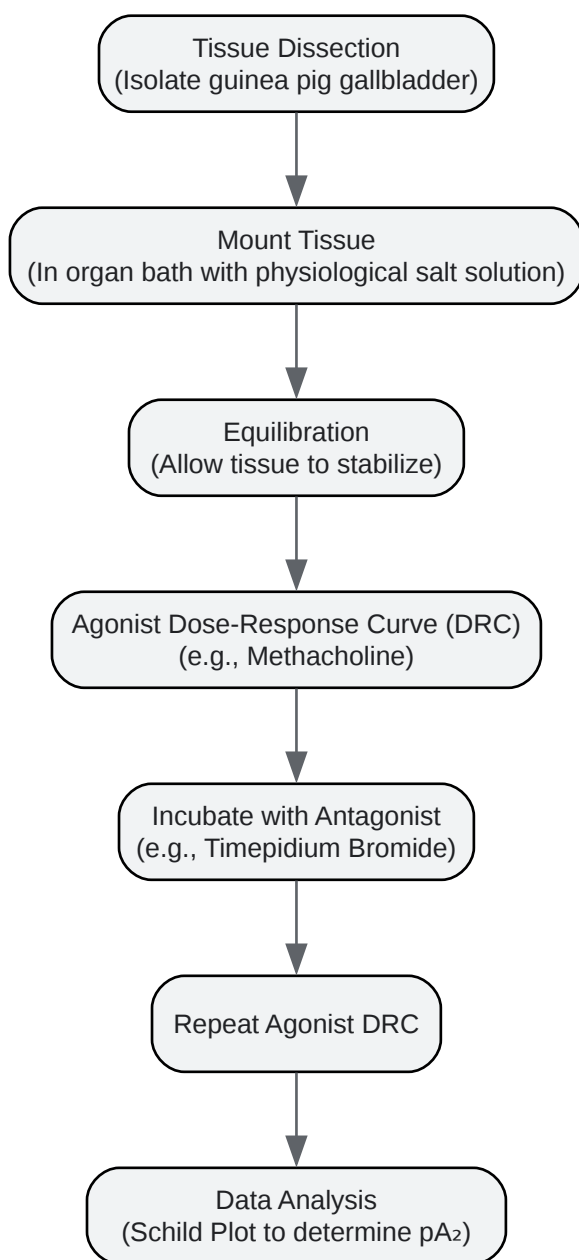 Tissue Dissection
(Isolate guinea pig gallbladder)
Mount Tissue
(In organ bath with physiological salt solution)
Equilibration
(Allow tissue to stabilize)
Agonist Dose-Response Curve (DRC)
(e.g., Methacholine)
Incubate with Antagonist
(e.g., Timepidium Bromide)
Repeat Agonist DRC
Data Analysis
(Schild Plot to determine pA₂)